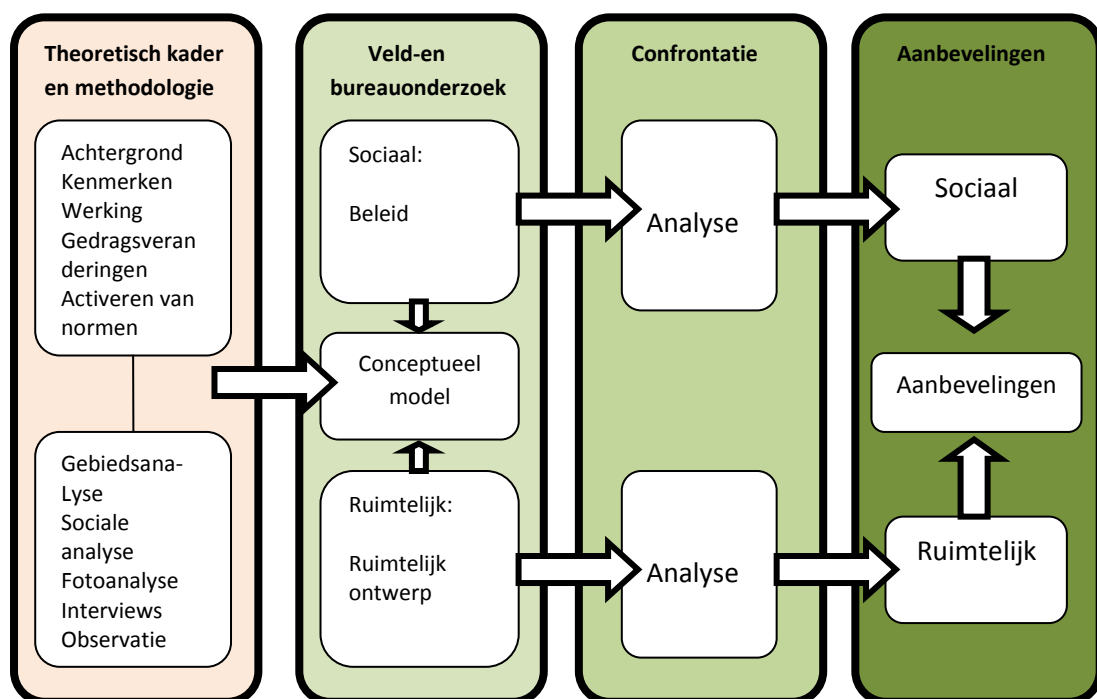 Theoretisch kader
en methodologie
Achtergrond
Kenmerken
Werking
Gedragsveran
deringen
Activeren van
normen
Gebiedsana-
Lyse
Sociale
analyse
Fotoanalyse
Interviews
Observatie
Veld-en
bureauonderzoek
Sociaal:
Beleid
Conceptueel
model
Ruimtelijk:
Ruimtelijk
ontwerp
Confrontatie
Analyse
Analyse
Aanbevelingen
Sociaal
Aanbevelingen
Ruimtelijk